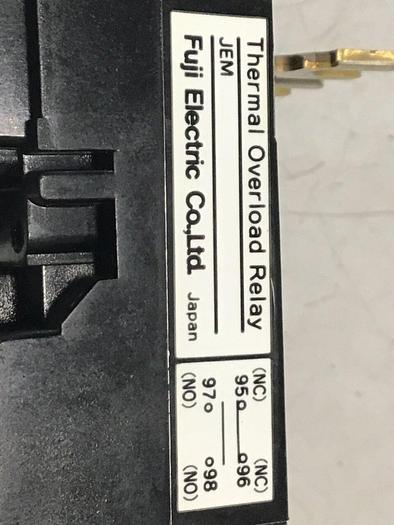 Thermal Overload Relay
JEM
Fuji Electric Co.,Ltd. Japan
(NC) (NC)
95 96
97 98
(NO) (NO)